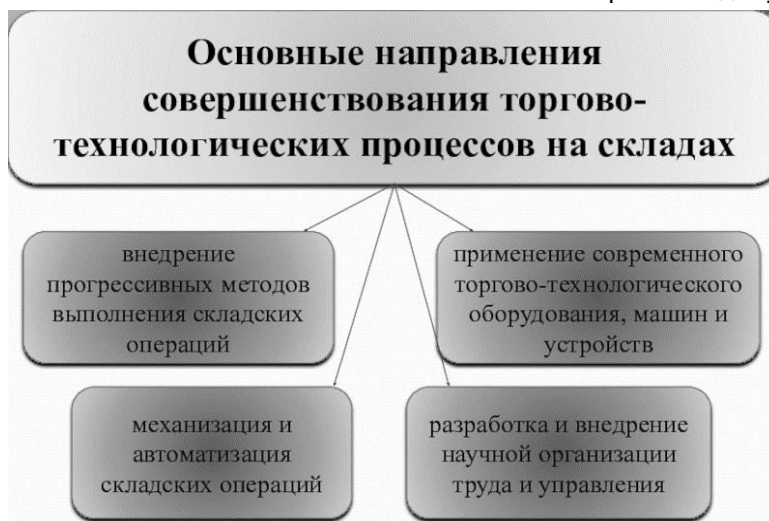 Основные направления
совершенствования торгово-
технологических процессов на складах
внедрение
прогрессивных методов
выполнения складских
операций
применение современного
торгово-технологического
оборудования, машин и
устройств
механизация и
автоматизация
складских операций
разработка и внедрение
научной организации
труда и управления